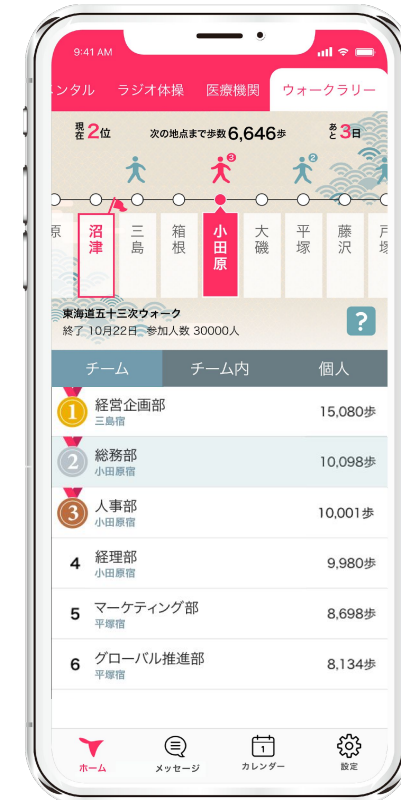 9:41 AM
ンタル ラジオ体操 医療機関 ウォークラリー
現在2位 次の地点まで歩数6,646歩 あと3日
3 2
原 沼津 三島 箱根 小田原 大磯 平塚 藤沢 戸塚
東海道五十三次ウォーク
終了 10月22日 参加人数 30000人
?
チーム チーム内 個人
1 経営企画部 15,080歩
三島宿
2 総務部 10,098歩
小田原宿
3 人事部 10,001歩
小田原宿
4 経理部 9,980歩
小田原宿
5 マーケティング部 8,698歩
平塚宿
6 グローバル推進部 8,134歩
平塚宿
1
ホーム メッセージ カレンダー 設定